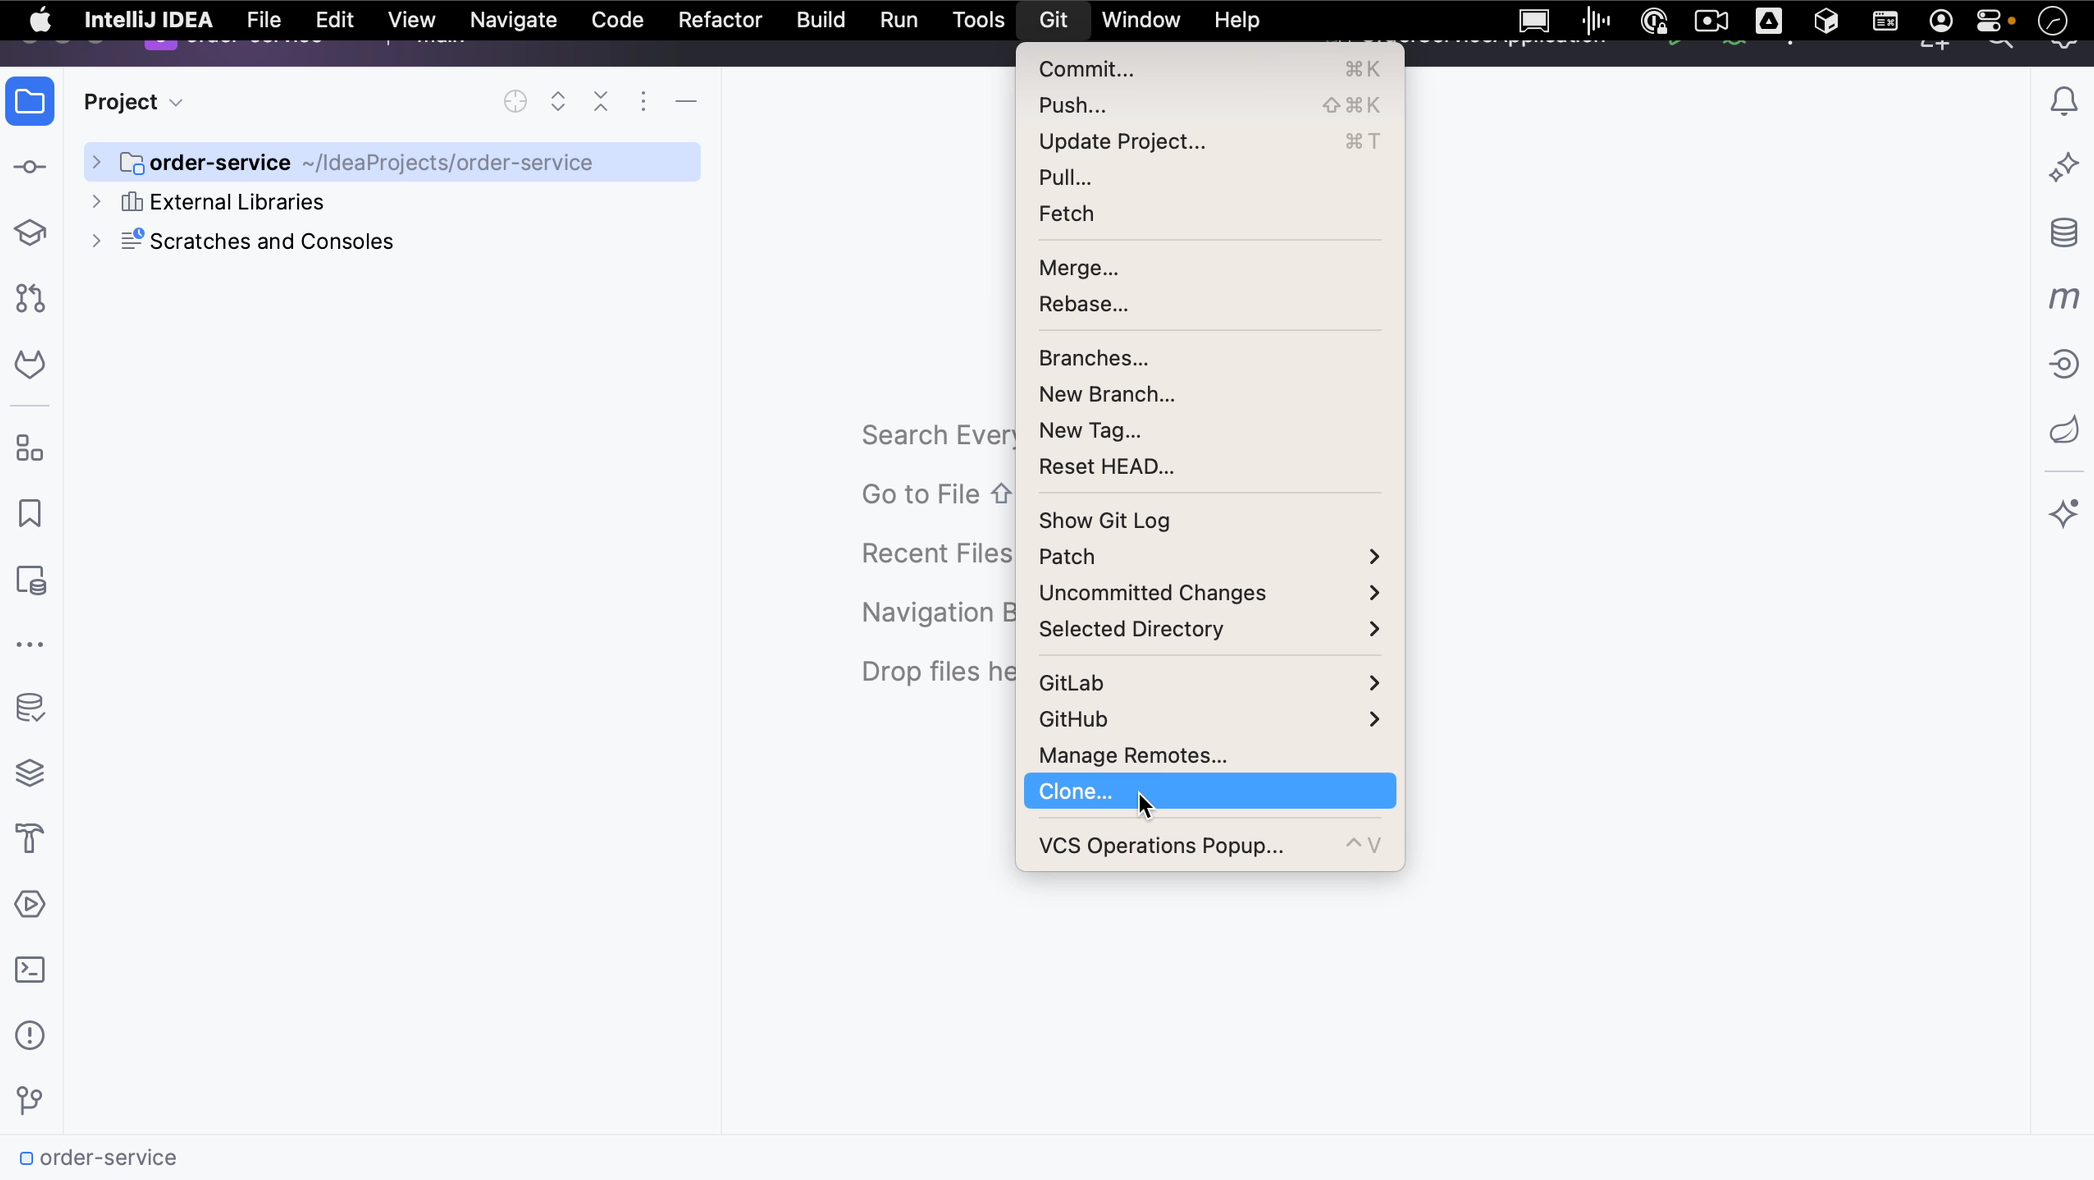 IntelliJ IDEA File Edit View Navigate Code Refactor Build Run Tools Git Window Help
Project
order-service ~/IdeaProjects/order-service
External Libraries
Scratches and Consoles
Search Every
Go to File ⇧
Recent Files
Navigation B
Drop files he
Commit... ⌘K
Push... ⇧⌘K
Update Project... ⌘T
Pull...
Fetch
Merge...
Rebase...
Branches...
New Branch...
New Tag...
Reset HEAD...
Show Git Log
Patch
Uncommitted Changes
Selected Directory
GitLab
GitHub
Manage Remotes...
Clone...
VCS Operations Popup... ^V
order-service